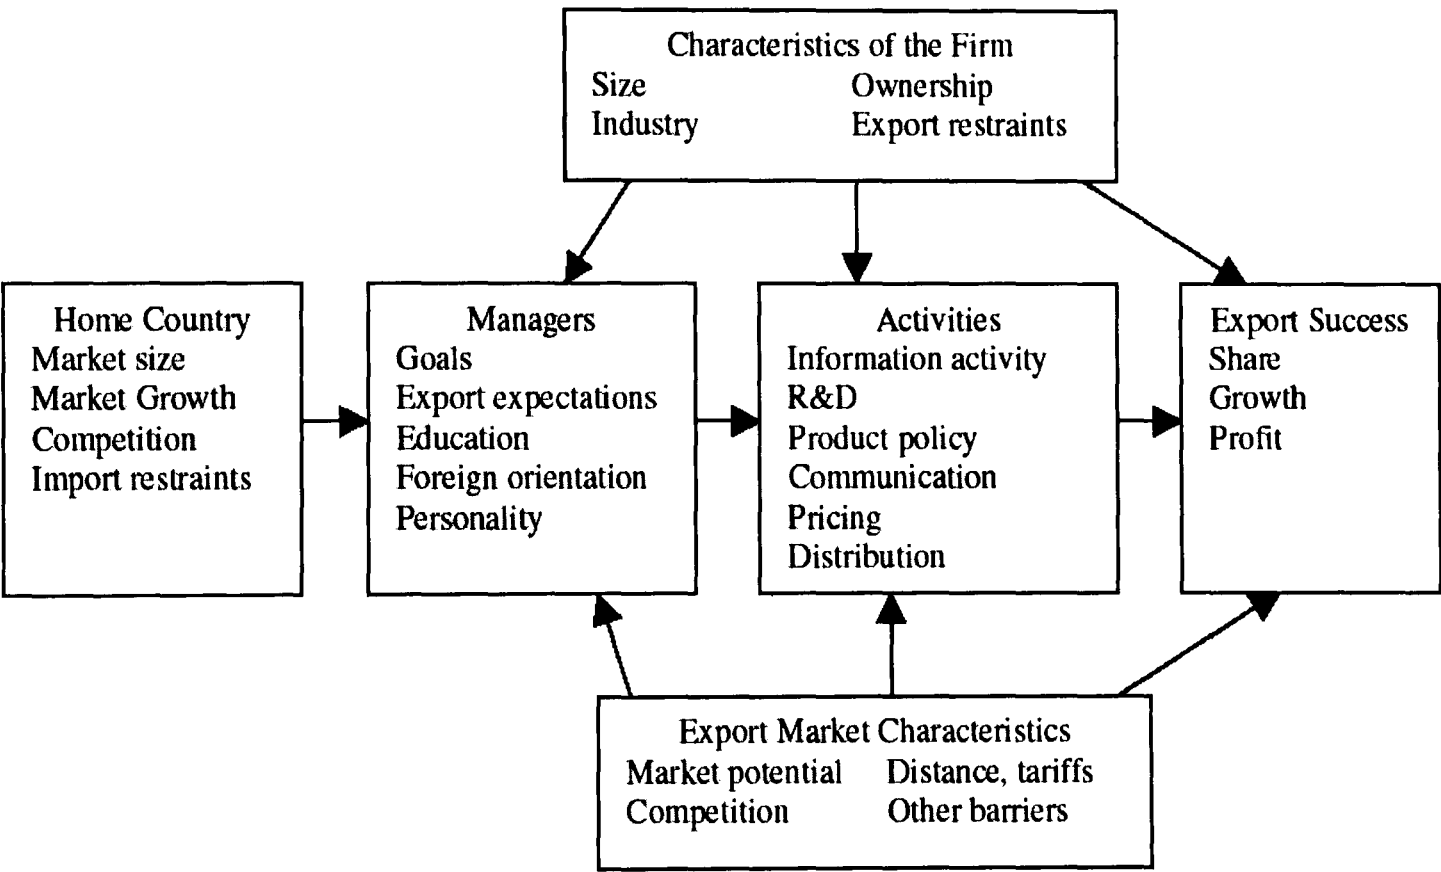 Characteristics of the Firm
Size Ownership
Industry Export restraints
Home Country
Market size
Market Growth
Competition
Import restraints
Managers
Goals
Export expectations
Education
Foreign orientation
Personality
Activities
Information activity
R&D
Product policy
Communication
Pricing
Distribution
Export Success
Share
Growth
Profit
Export Market Characteristics
Market potential Distance, tariffs
Competition Other barriers